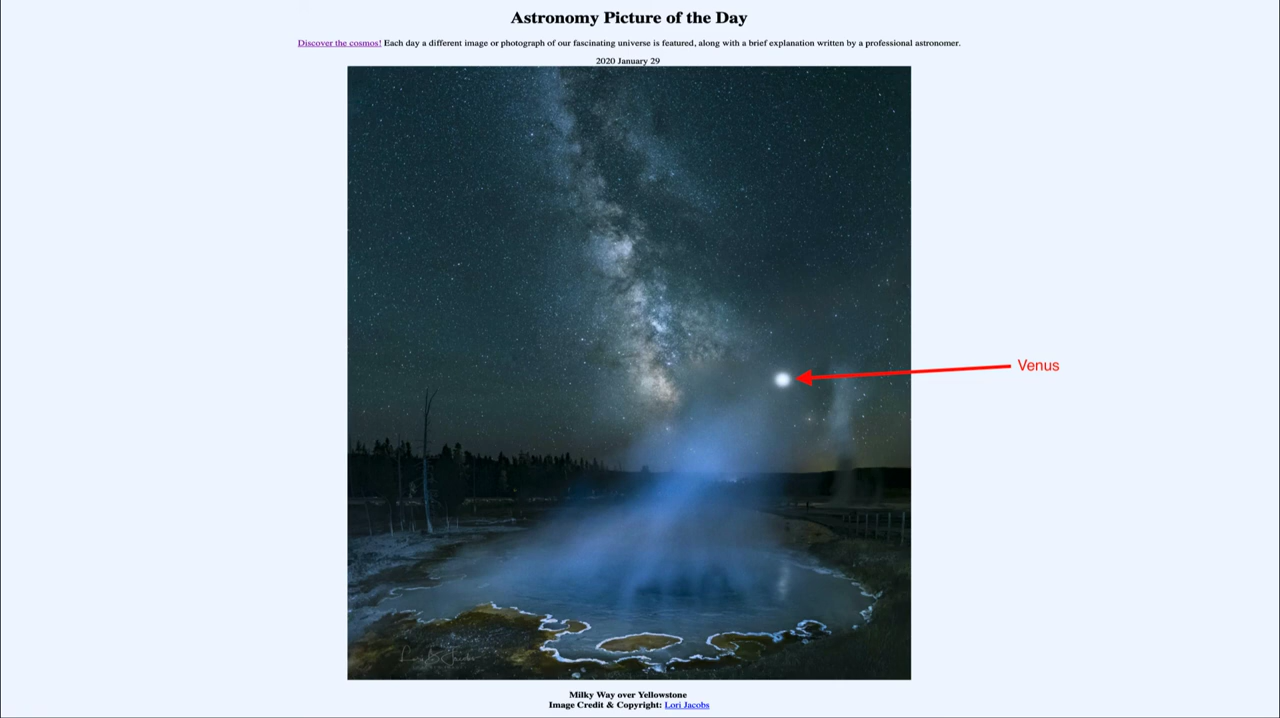 Astronomy Picture of the Day
Discover the cosmos! Each day a different image or photograph of our fascinating universe is featured, along with a brief explanation written by a professional astronomer.
2020 January 29
Venus
Milky Way over Yellowstone
Image Credit & Copyright: Lori Jacobs